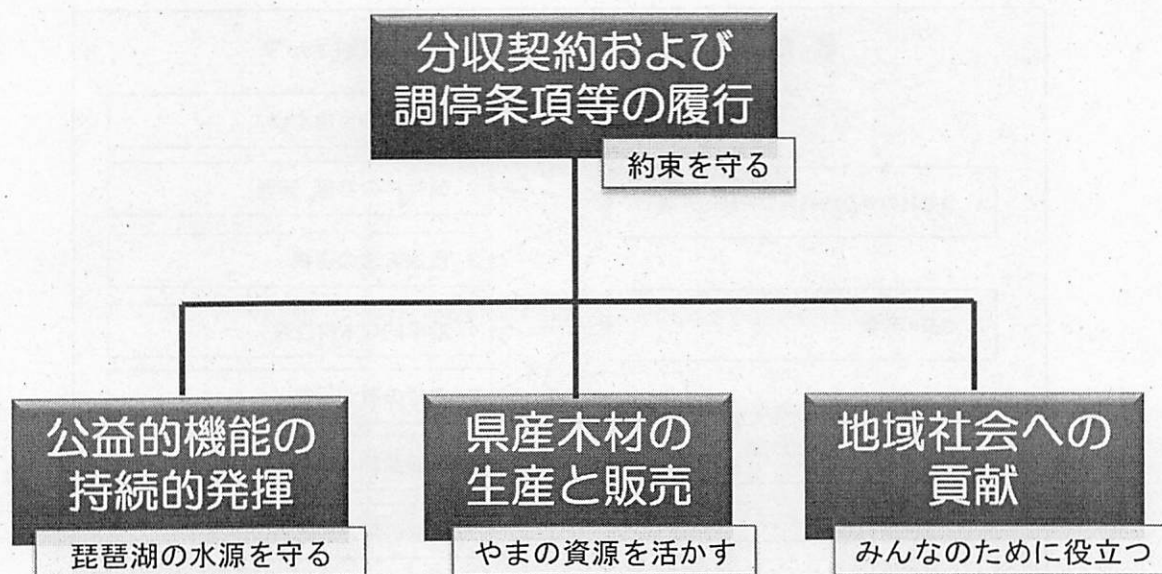 分収契約および
調停条項等の履行
約束を守る
公益的機能の
持続的発揮
琵琶湖の水源を守る
県産木材の
生産と販売
やまの資源を活かす
地域社会への
貢献
みんなのために役立つ